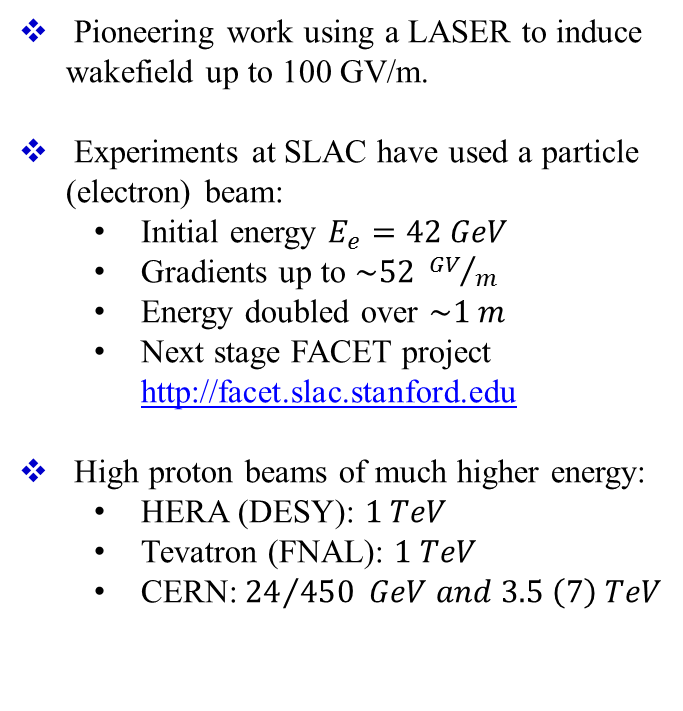 ❖ Pioneering work using a LASER to induce
wakefield up to 100 GV/m.
❖ Experiments at SLAC have used a particle
(electron) beam:
• Initial energy Eₑ = 42 GeV
• Gradients up to ~52 GV/m
• Energy doubled over ~1 m
• Next stage FACET project
http://facet.slac.stanford.edu
❖ High proton beams of much higher energy:
• HERA (DESY): 1 TeV
• Tevatron (FNAL): 1 TeV
• CERN: 24/450 GeV and 3.5 (7) TeV